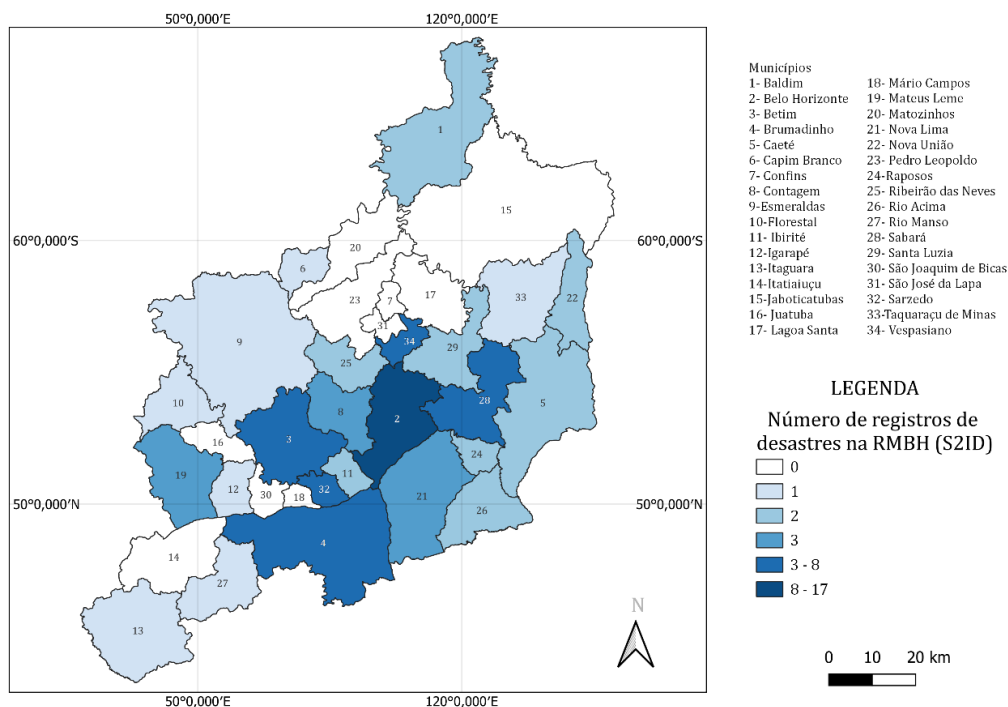 50°0,000'E 120°0,000'E
1
15
60°0,000'S 60°0,000'S
20
6
22
23 7 17 33
31
34
9 29
25
10 8 2 28 5
16 3
24
19 11
12 30 18 32 21
50°0,000'N 50°0,000'N
26
4
14
27
13
50°0,000'E 120°0,000'E
Municípios
1- Baldim
2- Belo Horizonte
3- Betim
4- Brumadinho
5- Caeté
6- Capim Branco
7- Confins
8- Contagem
9-Esmeraldas
10-Florestal
11- Ibirité
12-Igarapé
13-Itaguara
14-Itatiaiuçu
15-Jaboticatubas
16- Juatuba
17- Lagoa Santa
18- Mário Campos
19- Mateus Leme
20- Matozinhos
21- Nova Lima
22- Nova União
23- Pedro Leopoldo
24-Raposos
25- Ribeirão das Neves
26- Rio Acima
27- Rio Manso
28- Sabará
29- Santa Luzia
30- São Joaquim de Bicas
31- São José da Lapa
32- Sarzedo
33-Taquaraçu de Minas
34- Vespasiano
LEGENDA
Número de registros de
desastres na RMBH (S2ID)
0
1
2
3
3 - 8
8 - 17
N
0 10 20 km